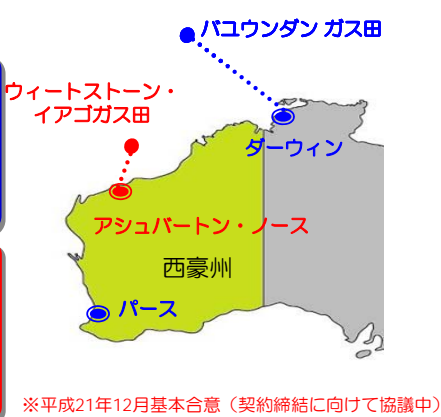 バユウンダン ガス田
ウィートストーン・
イアゴガス田
ダーウィン
アシュバートン・ノース
西豪州
パース
※平成21年12月基本合意（契約締結に向けて協議中）